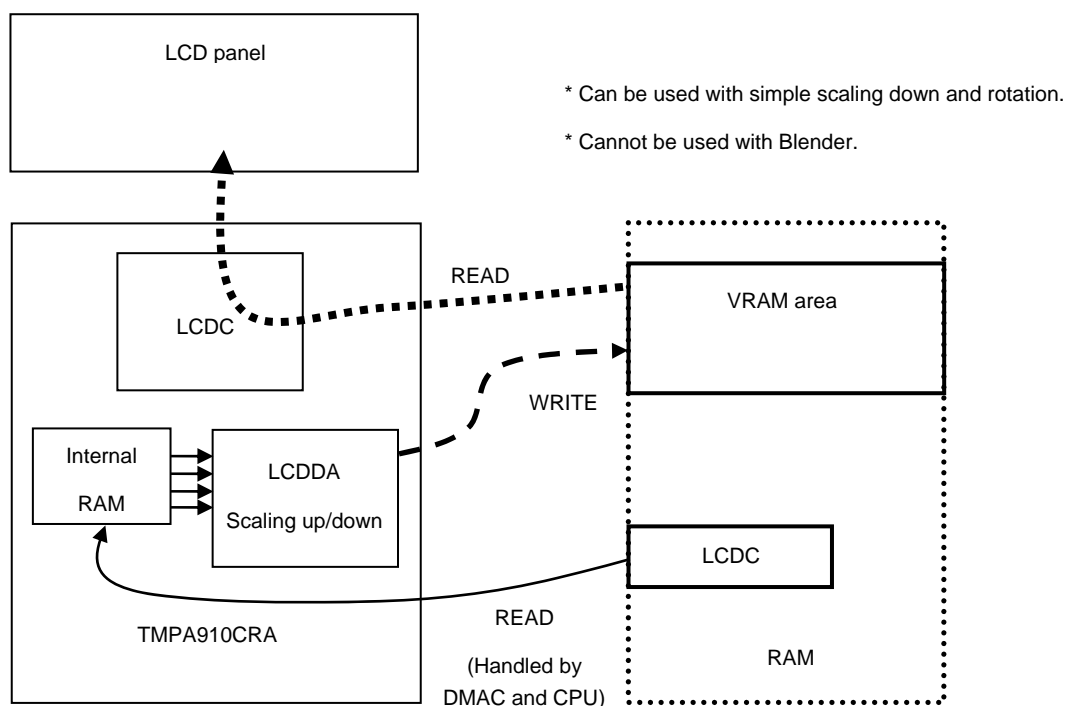 LCD panel
* Can be used with simple scaling down and rotation.
* Cannot be used with Blender.
READ
VRAM area
LCDC
WRITE
Internal
RAM
LCDDA
Scaling up/down
LCDC
READ
TMPA910CRA
(Handled by
DMAC and CPU)
RAM